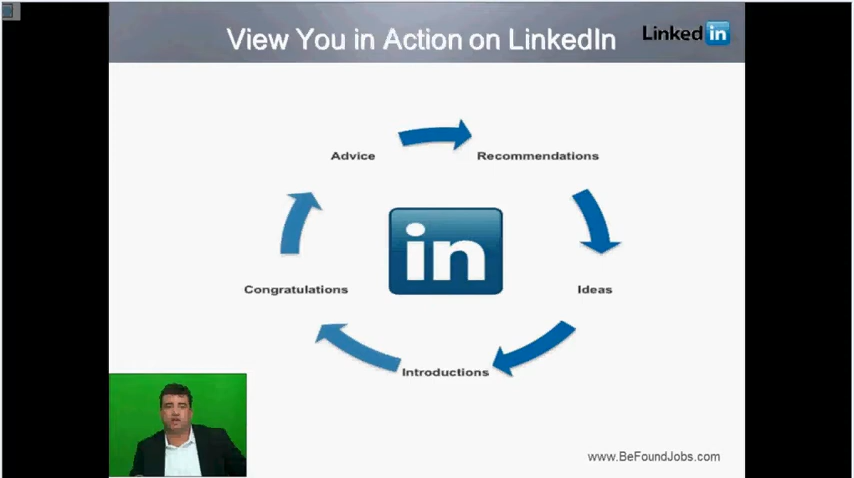 View You in Action on LinkedIn
Linked in
Advice
Recommendations
in
Congratulations
Ideas
Introductions
www.BeFoundJobs.com